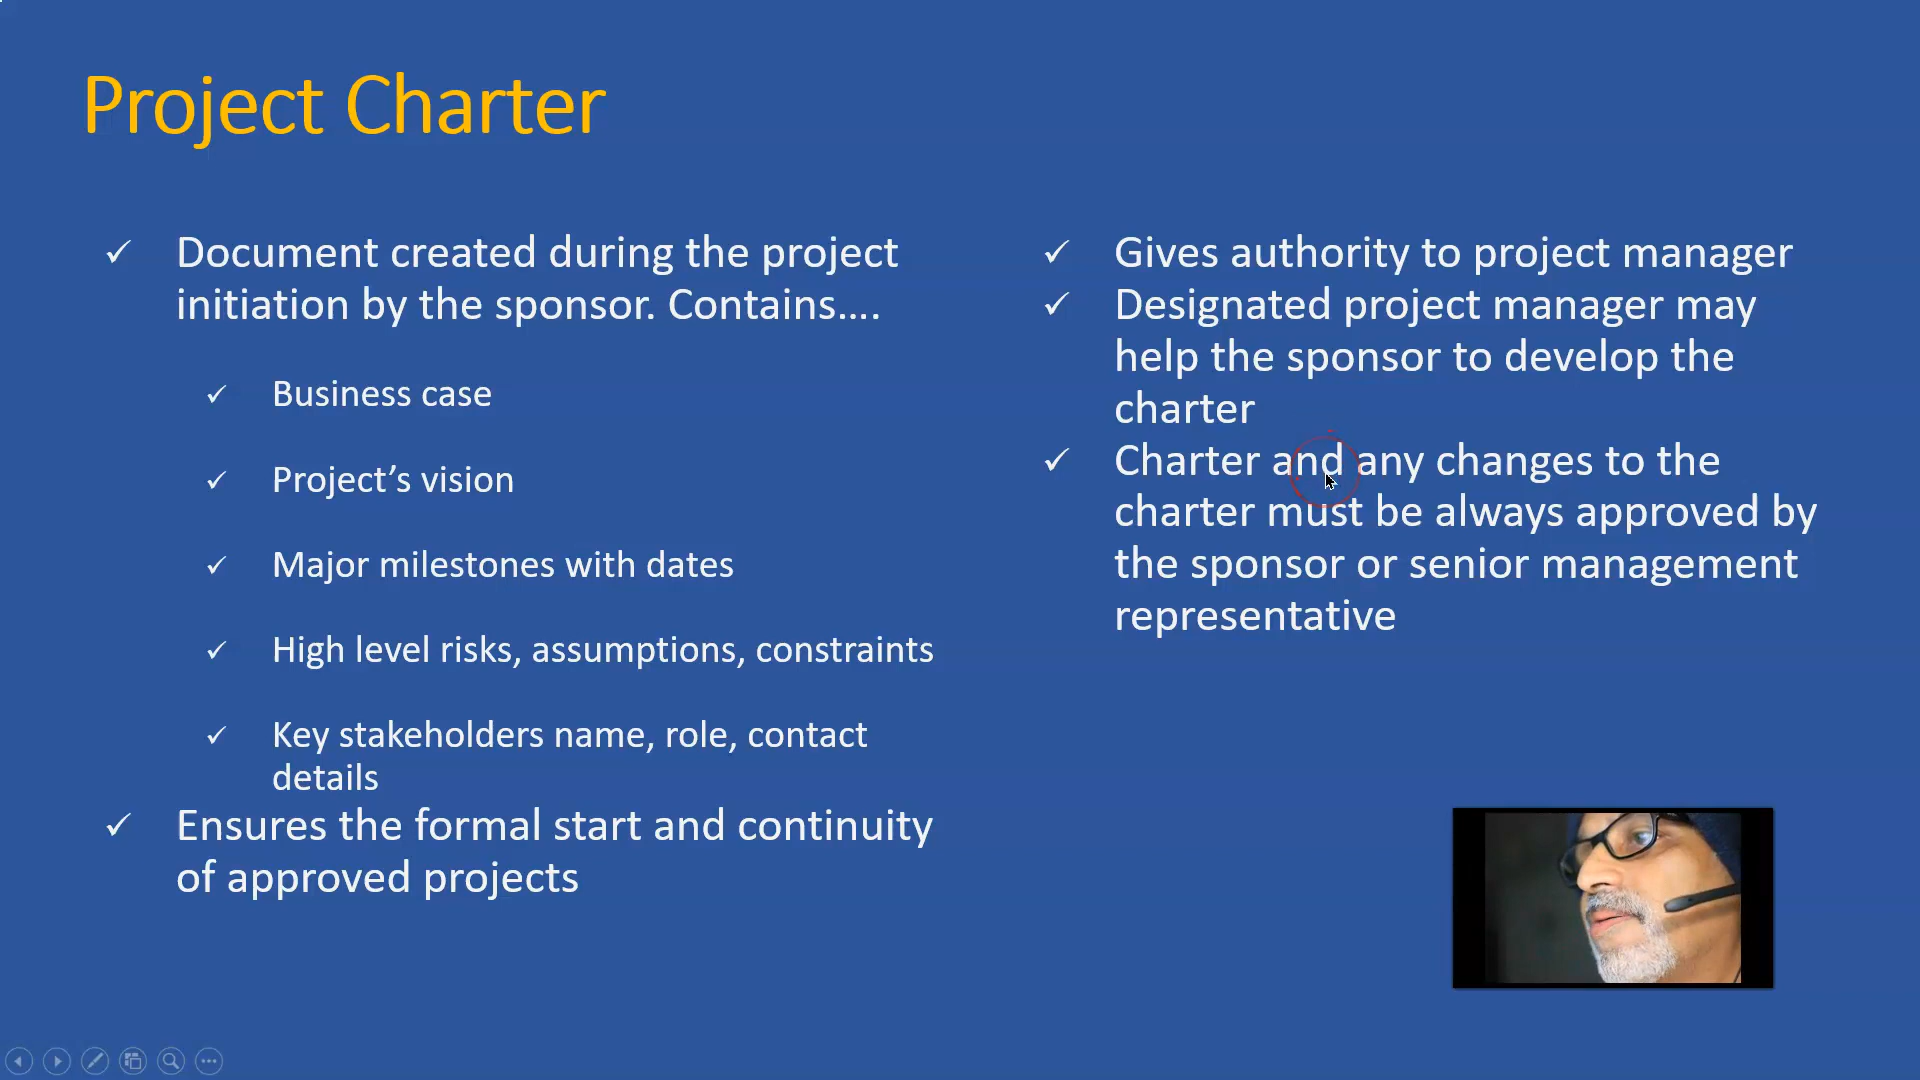 Project Charter
Document created during the project
initiation by the sponsor. Contains....
Business case
Project’s vision
Major milestones with dates
High level risks, assumptions, constraints
Key stakeholders name, role, contact
details
Ensures the formal start and continuity
of approved projects
Gives authority to project manager
Designated project manager may
help the sponsor to develop the
charter
Charter and any changes to the
charter must be always approved by
the sponsor or senior management
representative